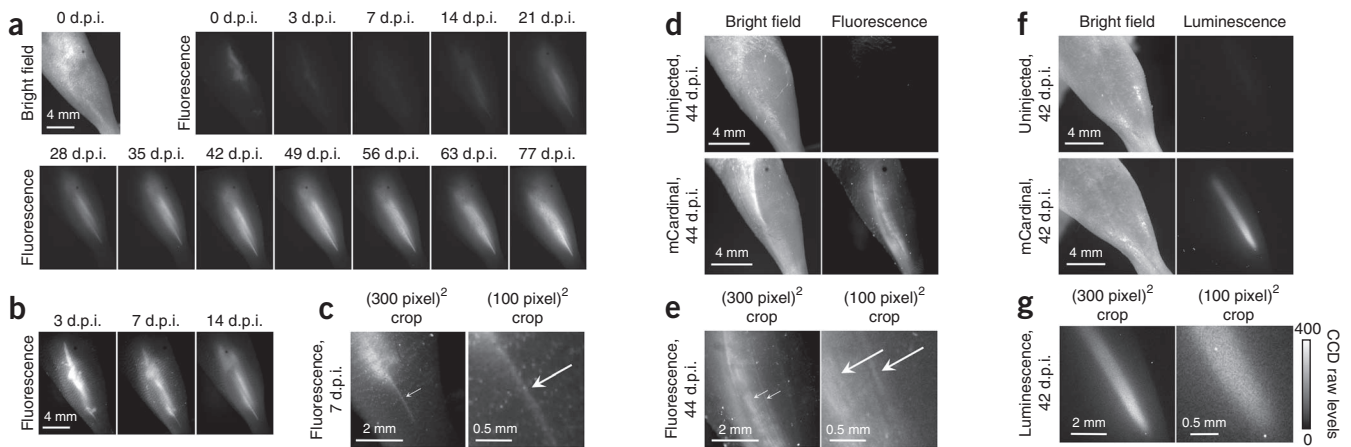 a
0 d.p.i.
0 d.p.i. 3 d.p.i. 7 d.p.i. 14 d.p.i. 21 d.p.i.
Bright field
4 mm
Fluorescence
28 d.p.i. 35 d.p.i. 42 d.p.i. 49 d.p.i. 56 d.p.i. 63 d.p.i. 77 d.p.i.
Fluorescence
b
3 d.p.i. 7 d.p.i. 14 d.p.i.
Fluorescence
4 mm
c
(300 pixel)² crop
(100 pixel)² crop
Fluorescence, 7 d.p.i.
2 mm
0.5 mm
d
Bright field Fluorescence
Uninjected, 44 d.p.i.
4 mm
mCardinal, 44 d.p.i.
4 mm
e
(300 pixel)² crop
(100 pixel)² crop
Fluorescence, 44 d.p.i.
2 mm
0.5 mm
f
Bright field Luminescence
Uninjected, 42 d.p.i.
4 mm
mCardinal, 42 d.p.i.
4 mm
g
(300 pixel)² crop
(100 pixel)² crop
Luminescence, 42 d.p.i.
2 mm
0.5 mm
400
CCD raw levels
0